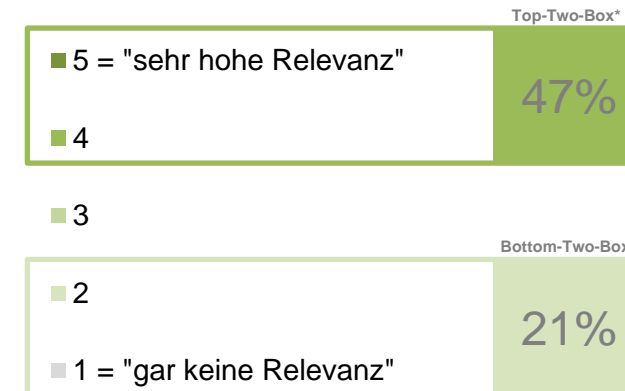 Top-Two-Box*
5 = "sehr hohe Relevanz"
47%
4
3
Bottom-Two-Box
2
21%
1 = "gar keine Relevanz"